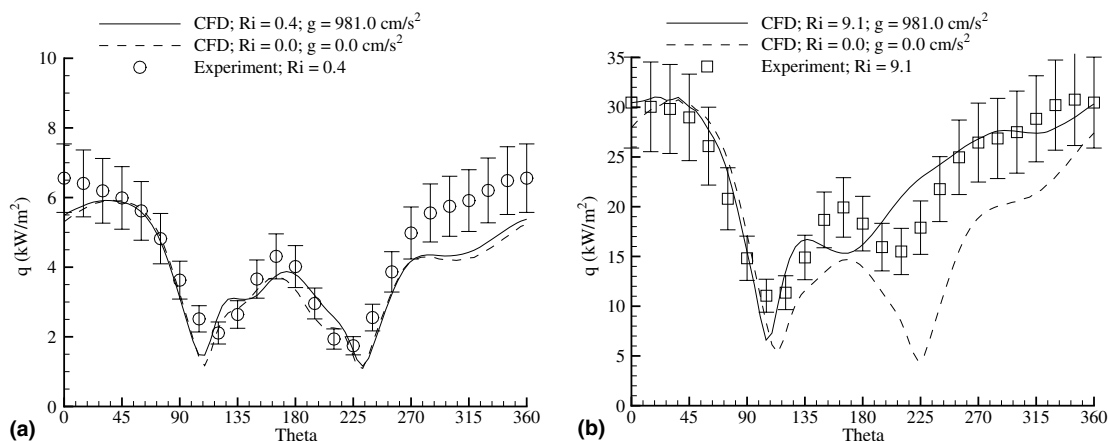 CFD; Ri = 0.4; g = 981.0 cm/s²
CFD; Ri = 0.0; g = 0.0 cm/s²
Experiment; Ri = 0.4
10
8
6
4
2
0
q (kW/m²)
0 45 90 135 180 225 270 315 360
Theta
(a)
CFD; Ri = 9.1; g = 981.0 cm/s²
CFD; Ri = 0.0; g = 0.0 cm/s²
Experiment; Ri = 9.1
35
30
25
20
15
10
5
0
q (kW/m²)
0 45 90 135 180 225 270 315 360
Theta
(b)